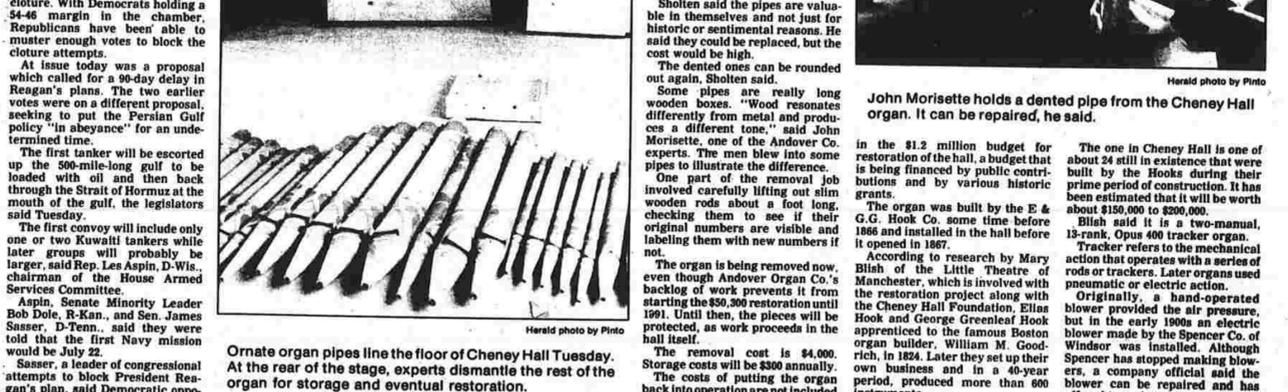 cloture. With Democrats holding a
54-46 margin in the chamber,
Republicans have been able to
muster enough votes to block the
cloture attempts.
At issue today was a proposal
which called for a 90-day delay in
Reagan's plans. The two earlier
votes were on a different proposal,
seeking to put the Persian Gulf
policy "in abeyance" for an unde-
termined time.
The first tanker will be escorted
up the 500-mile-long gulf to be
loaded with oil and then back
through the Strait of Hormuz at the
mouth of the gulf, the legislators
said Tuesday.
The first convoy will include only
one or two Kuwaiti tankers while
later groups will probably be
larger, said Rep. Les Aspin, D-Wis.,
chairman of the House Armed
Services Committee.
Aspin, Senate Minority Leader
Bob Dole, R-Kan., and Sen. James
Sasser, D-Tenn., said they were
told that the first Navy mission
would be July 22.
Sasser, a leader of congressional
attempts to block President Rea-
gan's plan, said Democratic oppo-
Herald photo by Pinto
Ornate organ pipes line the floor of Cheney Hall Tuesday.
At the rear of the stage, experts dismantle the rest of the
organ for storage and eventual restoration.
Sholten said the pipes are valua-
ble in themselves and not just for
historic or sentimental reasons. He
said they could be replaced, but the
cost would be high.
The dented ones can be rounded
out again, Sholten said.
Some pipes are really long
wooden boxes. "Wood resonates
differently from metal and produ-
ces a different tone," said John
Morisette, one of the Andover Co.
experts. The men blew into some
pipes to illustrate the difference.
One part of the removal job
involved carefully lifting out slim
wooden rods about a foot long,
checking them to see if their
original numbers are visible and
labeling them with new numbers if
not.
The organ is being removed now,
even though Andover Organ Co.'s
backlog of work prevents it from
starting the $50,300 restoration until
1991. Until then, the pieces will be
protected, as work proceeds in the
hall itself.
The removal cost is $4,000.
Storage will be $300 annually.
The costs of putting the organ
back into operation are not included
Herald photo by Pinto
John Morisette holds a dented pipe from the Cheney Hall
organ. It can be repaired, he said.
in the $1.2 million budget for
restoration of the hall, a budget that
is being financed by public contri-
butions and by various historic
grants.
The organ was built by the E &
G.G. Hook Co. some time before
1866 and installed in the hall before
it opened in 1867.
According to research by Mary
Blish of the Little Theatre of
Manchester, which is involved with
the restoration project along with
the Cheney Hall Foundation, Elias
Hook and George Greenleaf Hook
apprenticed to the famous Boston
organ builder, William M. Good-
rich, in 1824. Later they set up their
own business and in a 40-year
period, produced more than 600
The one in Cheney Hall is one of
about 24 still in existence that were
built by the Hooks during their
prime period of construction. It has
been estimated that it will be worth
about $150,000 to $200,000.
Blish said it is a two-manual,
13-rank, Opus 400 tracker organ.
Tracker refers to the mechanical
action that operates with a series of
rods or trackers. Later organs used
pneumatic or electric action.
Originally, a hand-operated
blower provided the air pressure,
but in the early 1900s an electric
blower made by the Spencer Co. of
Windsor was installed. Although
Spencer has stopped making blow-
ers, a company official said the
blower can be repaired and has